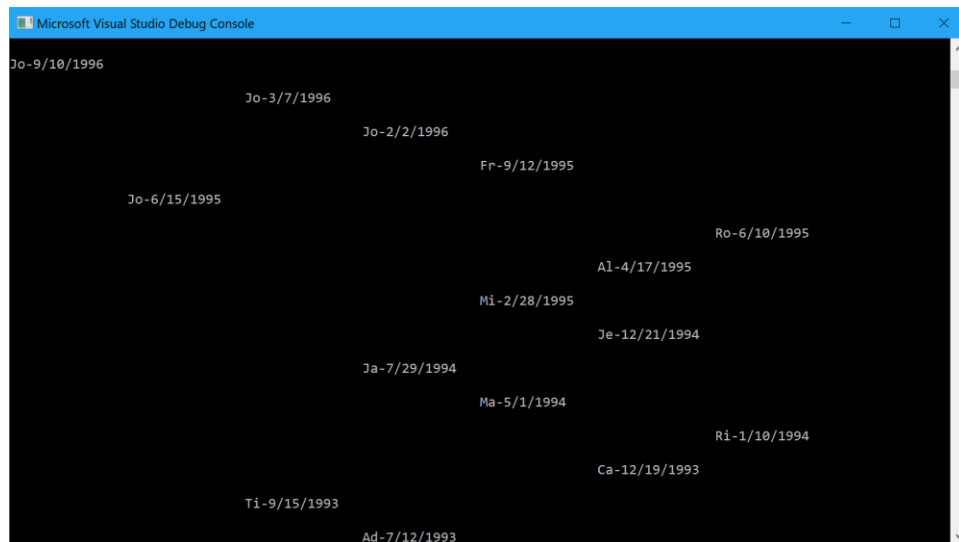 Microsoft Visual Studio Debug Console
Jo-9/10/1996
Jo-3/7/1996
Jo-2/2/1996
Fr-9/12/1995
Jo-6/15/1995
Ro-6/10/1995
Al-4/17/1995
Mi-2/28/1995
Je-12/21/1994
Ja-7/29/1994
Ma-5/1/1994
Ri-1/10/1994
Ca-12/19/1993
Ti-9/15/1993
Ad-7/12/1993